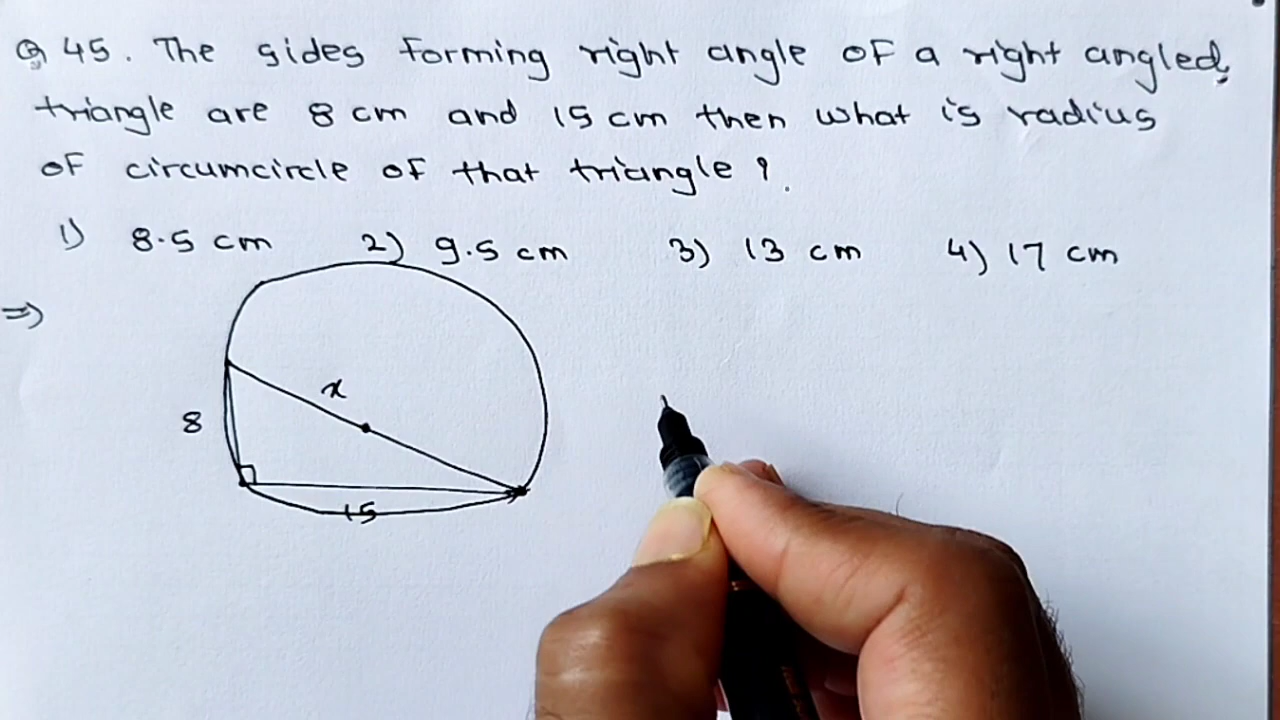 Q 45. The sides forming right angle of a right angled
triangle are 8 cm and 15 cm then what is radius
of circumcircle of that triangle ?
1) 8.5 cm 2) 9.5 cm 3) 13 cm 4) 17 cm
⇒
x
8
15